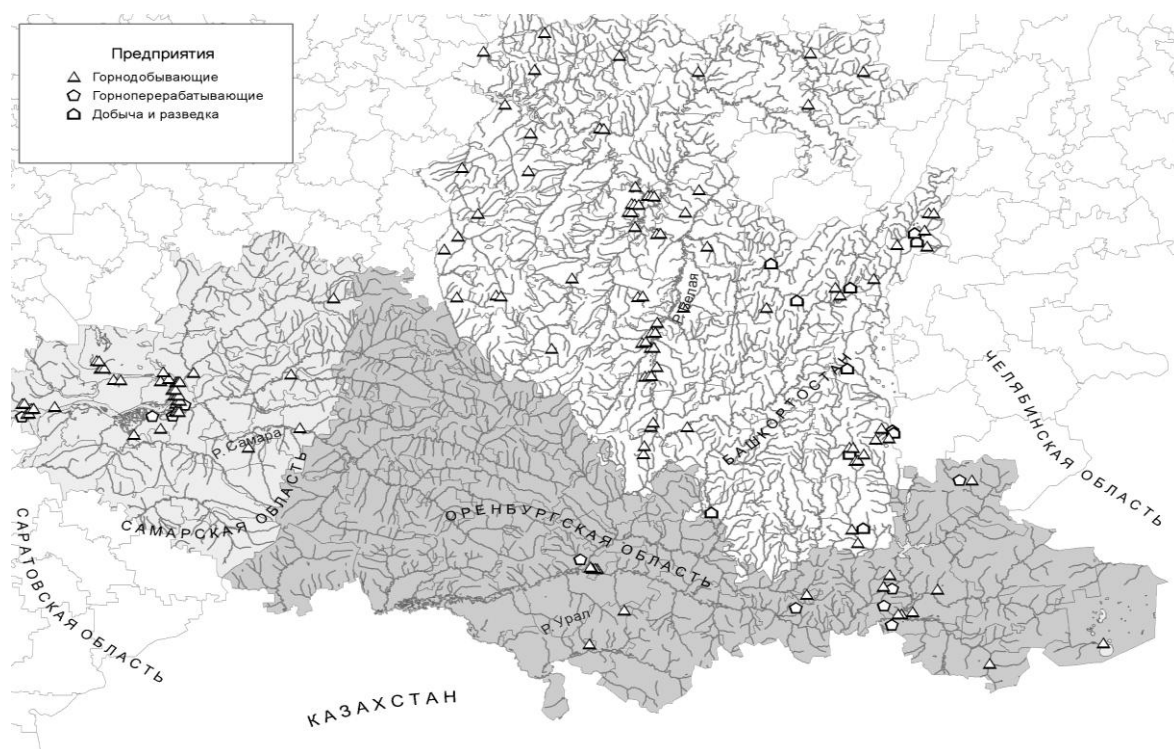 Предприятия
Горнодобывающие
Горноперерабатывающие
Добыча и разведка
Р.Белая
БАШКОРТОСТАН
ЧЕЛЯБИНСКАЯ ОБЛАСТЬ
Р.Самара
САМАРСКАЯ ОБЛАСТЬ
ОРЕНБУРГСКАЯ ОБЛАСТЬ
САРАТОВСКАЯ ОБЛАСТЬ
Р.Урал
КАЗАХСТАН